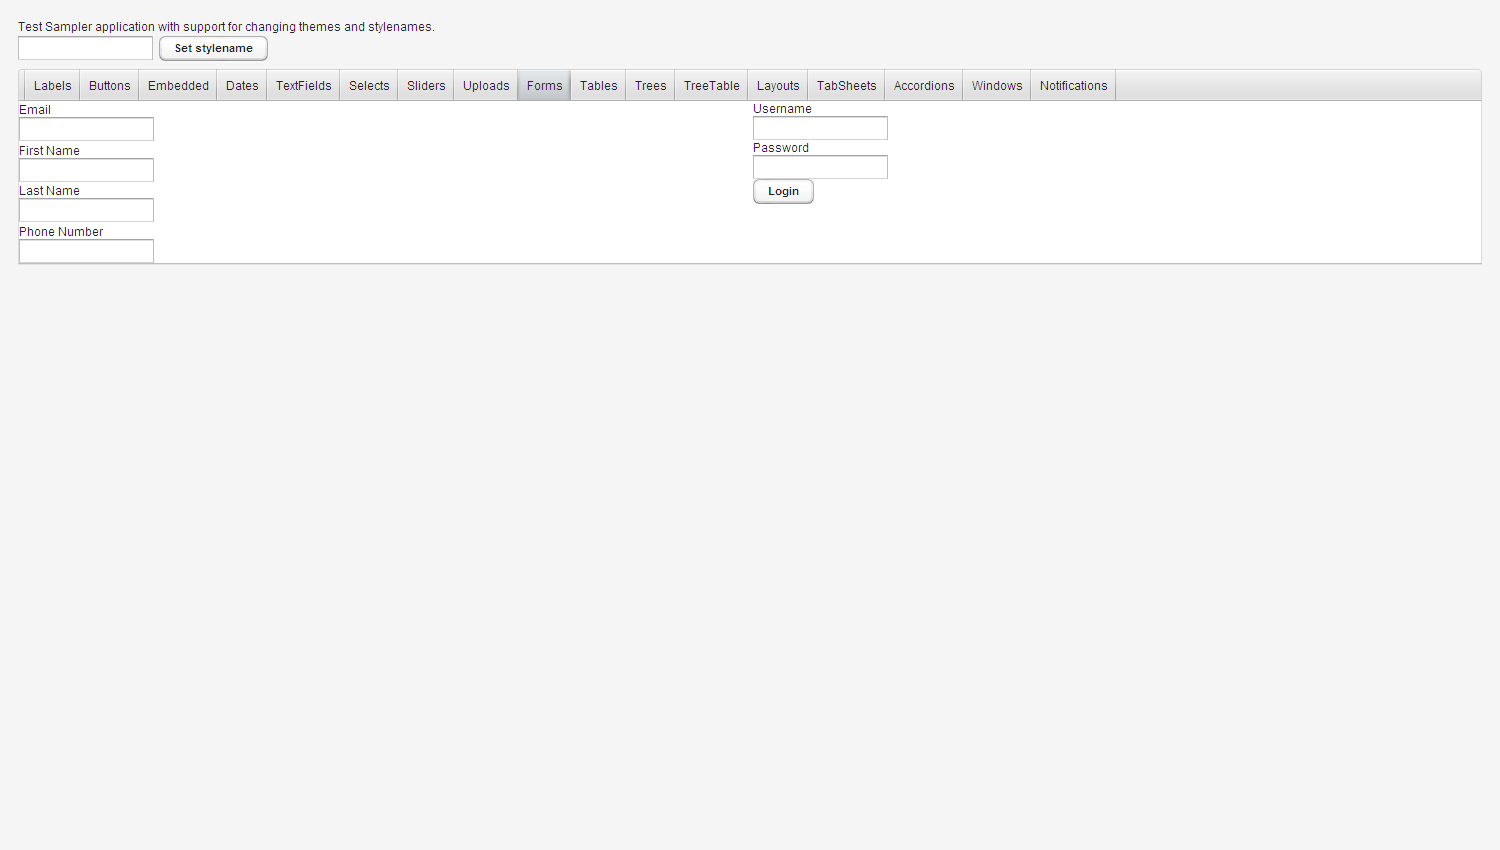 Test Sampler application with support for changing themes and stylenames.
Set stylename
Labels Buttons Embedded Dates TextFields Selects Sliders Uploads Forms Tables Trees TreeTable Layouts TabSheets Accordions Windows Notifications
Email
First Name
Last Name
Phone Number
Username
Password
Login